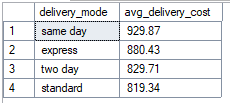 delivery_mode avg_delivery_cost
1 same day 929.87
2 express 880.43
3 two day 829.71
4 standard 819.34